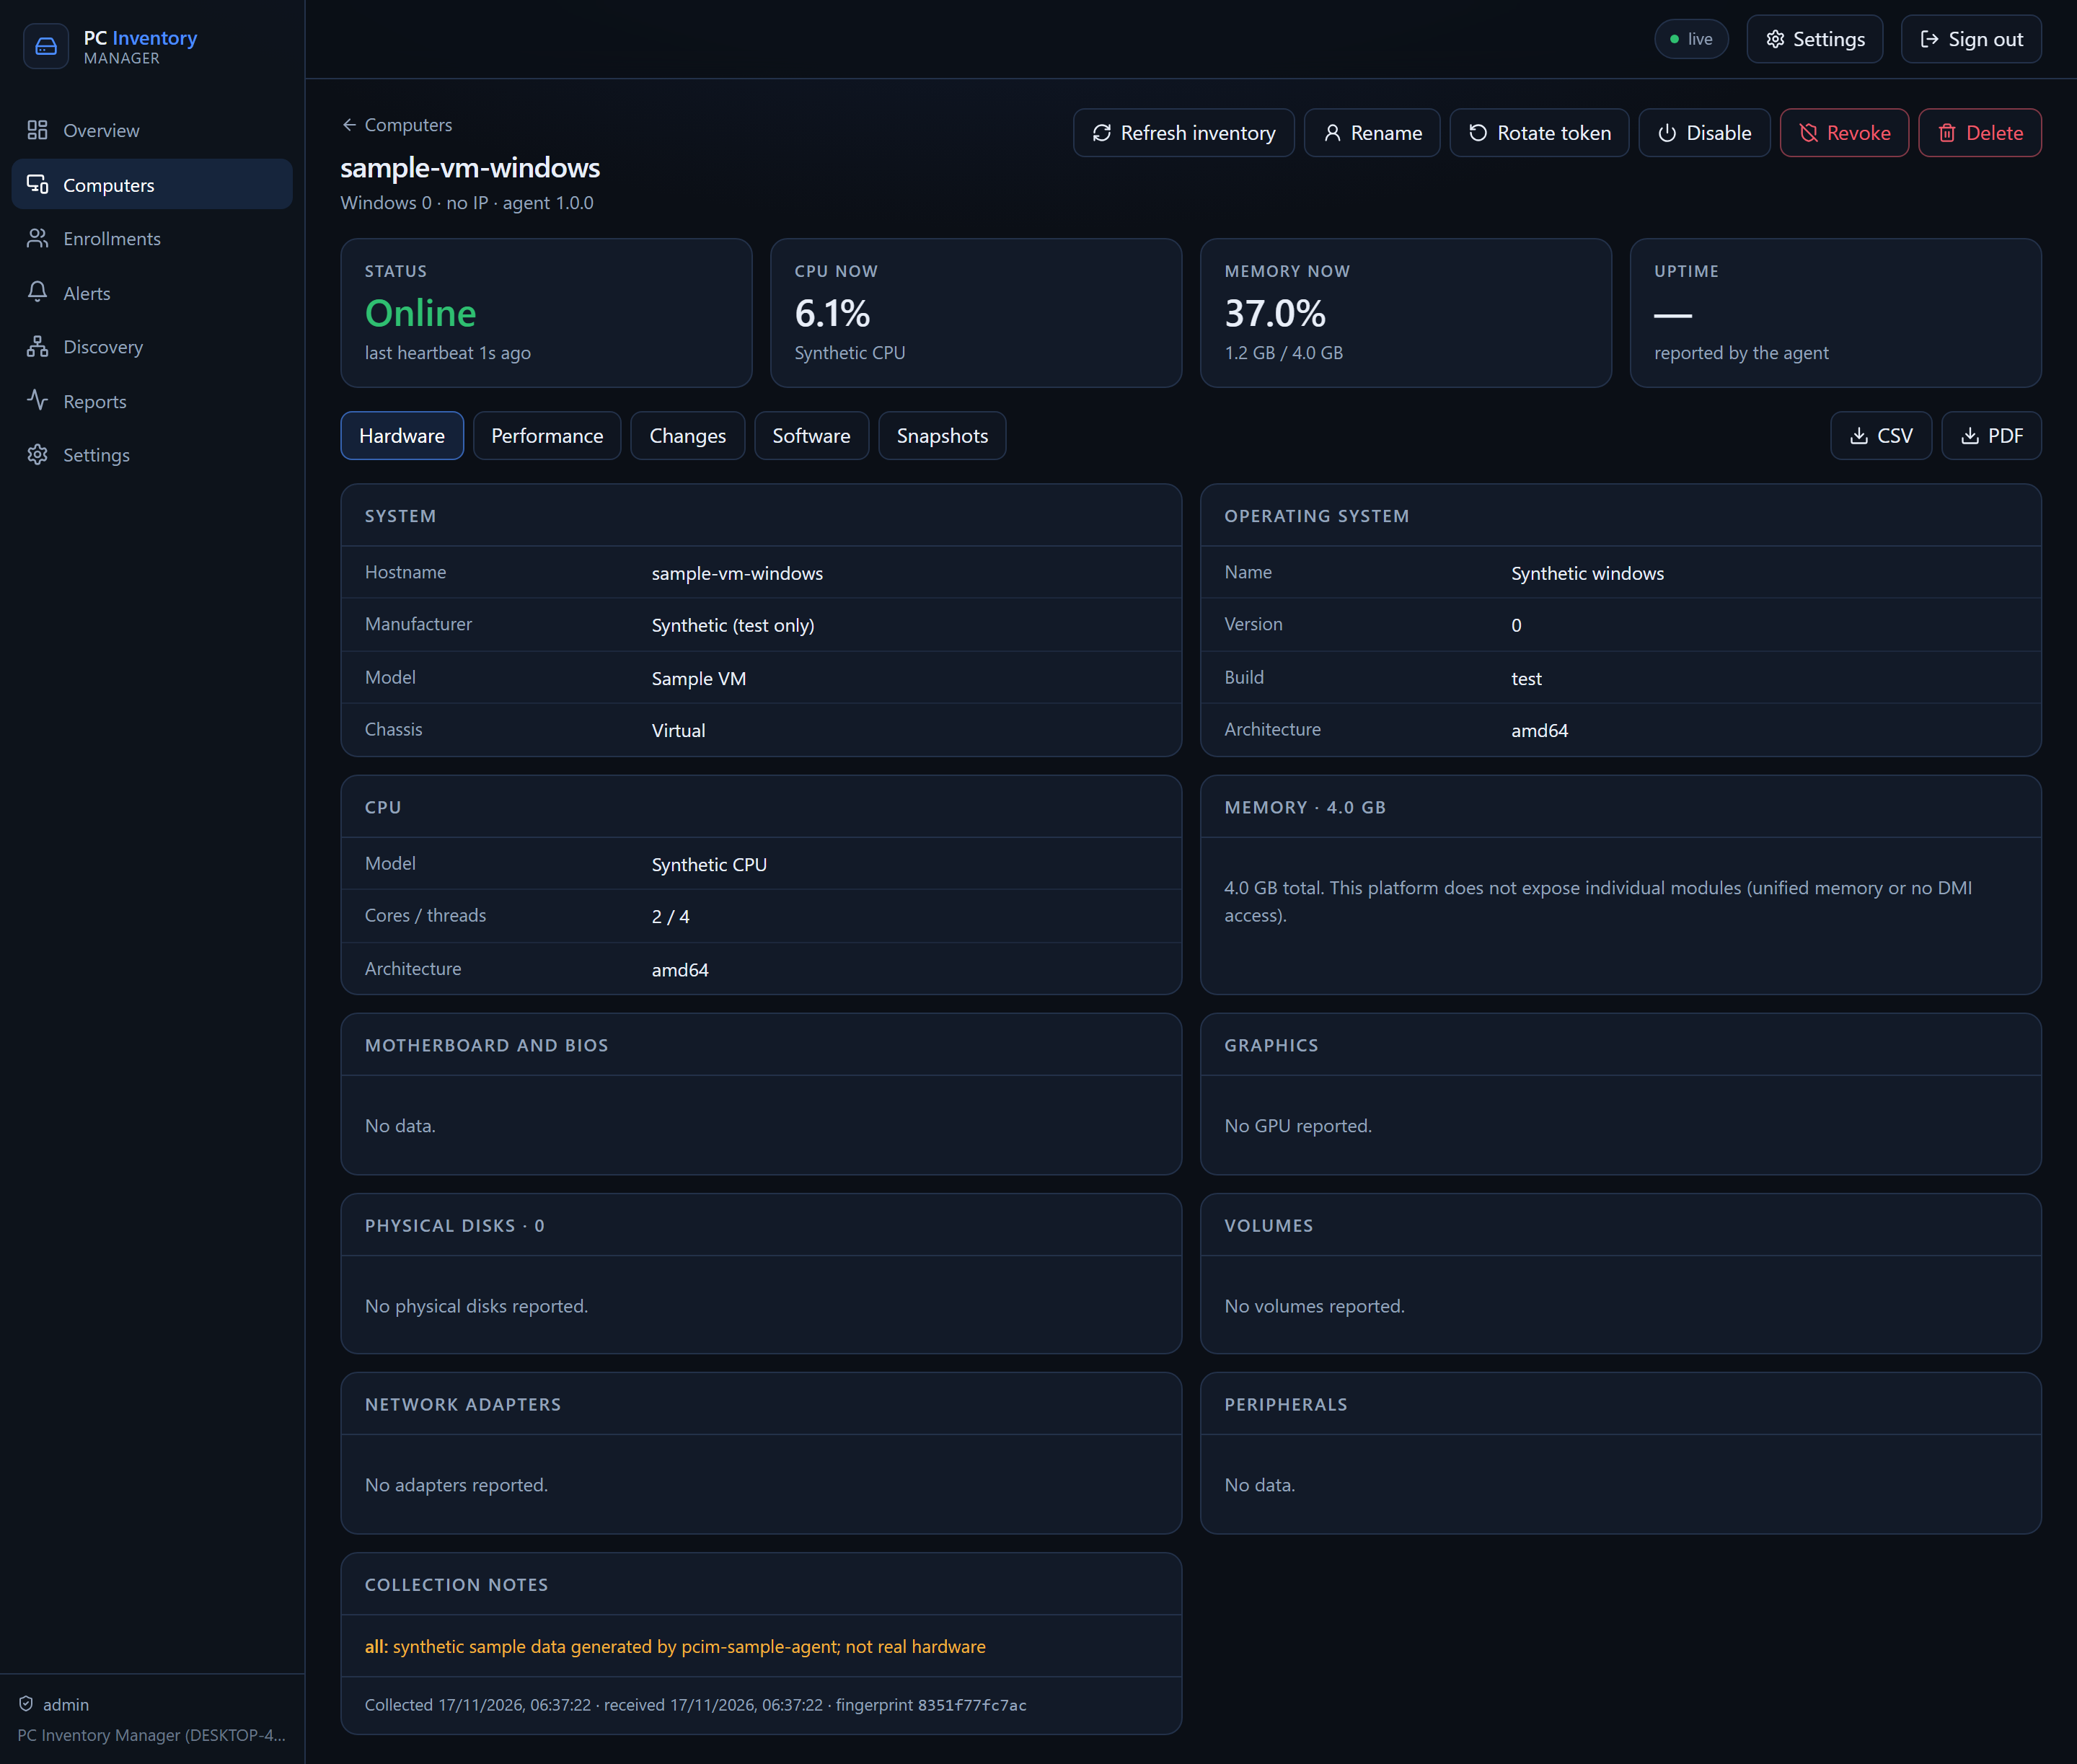 PC Inventory
MANAGER
live
Settings
Sign out
Overview
Computers
Enrollments
Alerts
Discovery
Reports
Settings
Computers
Refresh inventory
Rename
Rotate token
Disable
Revoke
Delete
sample-vm-windows
Windows 0 · no IP · agent 1.0.0
STATUS
Online
last heartbeat 1s ago
CPU NOW
6.1%
Synthetic CPU
MEMORY NOW
37.0%
1.2 GB / 4.0 GB
UPTIME
—
reported by the agent
Hardware
Performance
Changes
Software
Snapshots
CSV
PDF
SYSTEM
Hostname sample-vm-windows
Manufacturer Synthetic (test only)
Model Sample VM
Chassis Virtual
OPERATING SYSTEM
Name Synthetic windows
Version 0
Build test
Architecture amd64
CPU
Model Synthetic CPU
Cores / threads 2 / 4
Architecture amd64
MEMORY · 4.0 GB
4.0 GB total. This platform does not expose individual modules (unified memory or no DMI
access).
MOTHERBOARD AND BIOS
No data.
GRAPHICS
No GPU reported.
PHYSICAL DISKS · 0
No physical disks reported.
VOLUMES
No volumes reported.
NETWORK ADAPTERS
No adapters reported.
PERIPHERALS
No data.
COLLECTION NOTES
all: synthetic sample data generated by pcim-sample-agent; not real hardware
Collected 17/11/2026, 06:37:22 · received 17/11/2026, 06:37:22 · fingerprint 8351f77fc7ac
admin
PC Inventory Manager (DESKTOP-4...